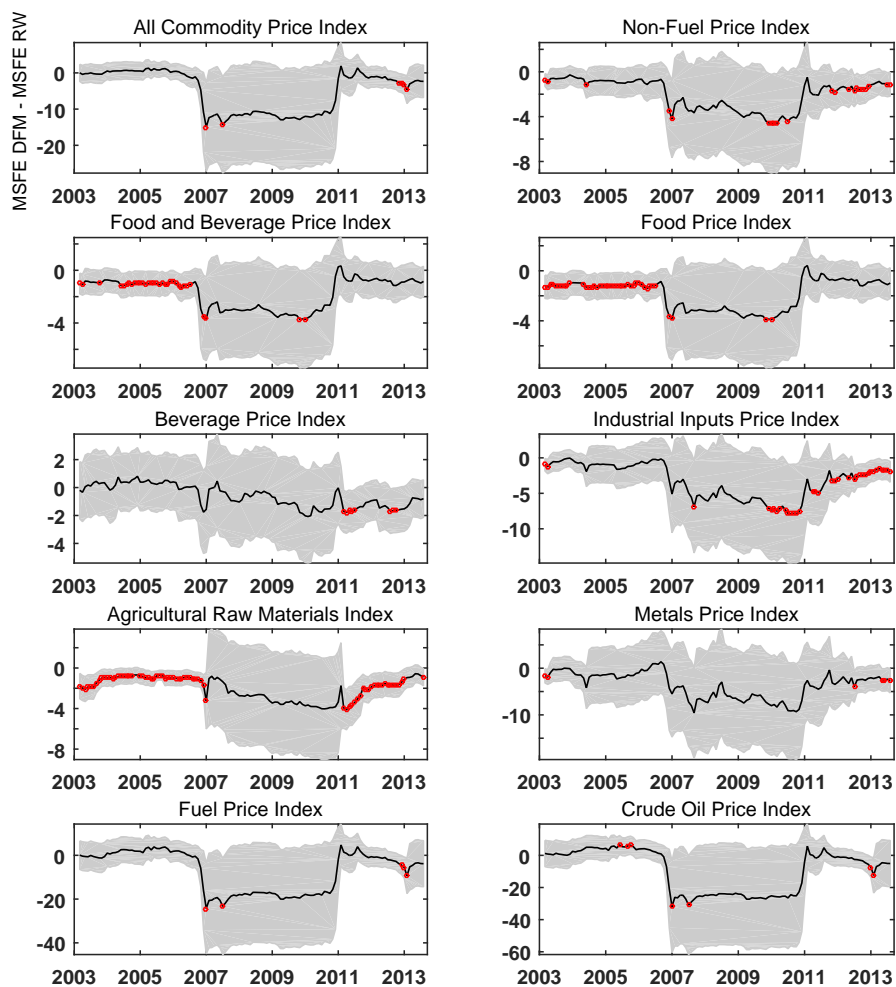 All Commodity Price Index
Non-Fuel Price Index
MSFE DFM - MSFE RW
0
-10
-20
2003 2005 2007 2009 2011 2013
0
-4
-8
2003 2005 2007 2009 2011 2013
Food and Beverage Price Index
Food Price Index
0
-4
2003 2005 2007 2009 2011 2013
0
-4
2003 2005 2007 2009 2011 2013
Beverage Price Index
Industrial Inputs Price Index
2
0
-2
-4
2003 2005 2007 2009 2011 2013
0
-5
-10
2003 2005 2007 2009 2011 2013
Agricultural Raw Materials Index
Metals Price Index
0
-4
-8
2003 2005 2007 2009 2011 2013
0
-10
2003 2005 2007 2009 2011 2013
Fuel Price Index
Crude Oil Price Index
0
-20
-40
2003 2005 2007 2009 2011 2013
0
-20
-40
-60
2003 2005 2007 2009 2011 2013